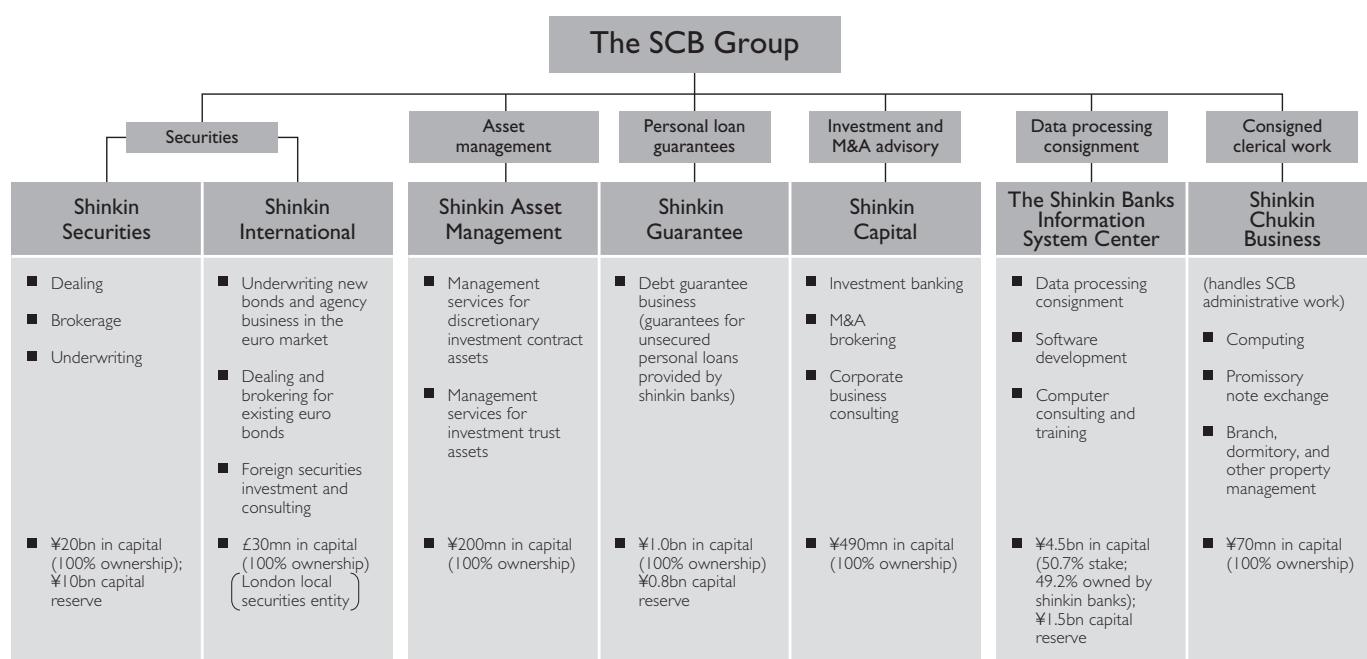 The SCB Group
Securities
Asset
management
Personal loan
guarantees
Investment and
M&A advisory
Data processing
consignment
Consigned
clerical work
Shinkin
Securities
■ Dealing
■ Brokerage
■ Underwriting
■ ¥20bn in capital
(100% ownership);
¥10bn capital
reserve
Shinkin
International
■ Underwriting new
bonds and agency
business in the
euro market
■ Dealing and
brokering for
existing euro
bonds
■ Foreign securities
investment and
consulting
■ £30mn in capital
(100% ownership)
(London local
securities entity)
Shinkin Asset
Management
■ Management
services for
discretionary
investment contract
assets
■ Management
services for
investment trust
assets
■ ¥200mn in capital
(100% ownership)
Shinkin
Guarantee
■ Debt guarantee
business
(guarantees for
unsecured
personal loans
provided by
shinkin banks)
■ ¥1.0bn in capital
(100% ownership)
¥0.8bn capital
reserve
Shinkin
Capital
■ Investment banking
■ M&A
brokering
■ Corporate
business
consulting
■ ¥490mn in capital
(100% ownership)
The Shinkin Banks
Information
System Center
■ Data processing
consignment
■ Software
development
■ Computer
consulting and
training
■ ¥4.5bn in capital
(50.7% stake;
49.2% owned by
shinkin banks);
¥1.5bn capital
reserve
Shinkin
Chukin
Business
(handles SCB
administrative work)
■ Computing
■ Promissory
note exchange
■ Branch,
dormitory, and
other property
management
■ ¥70mn in capital
(100% ownership)